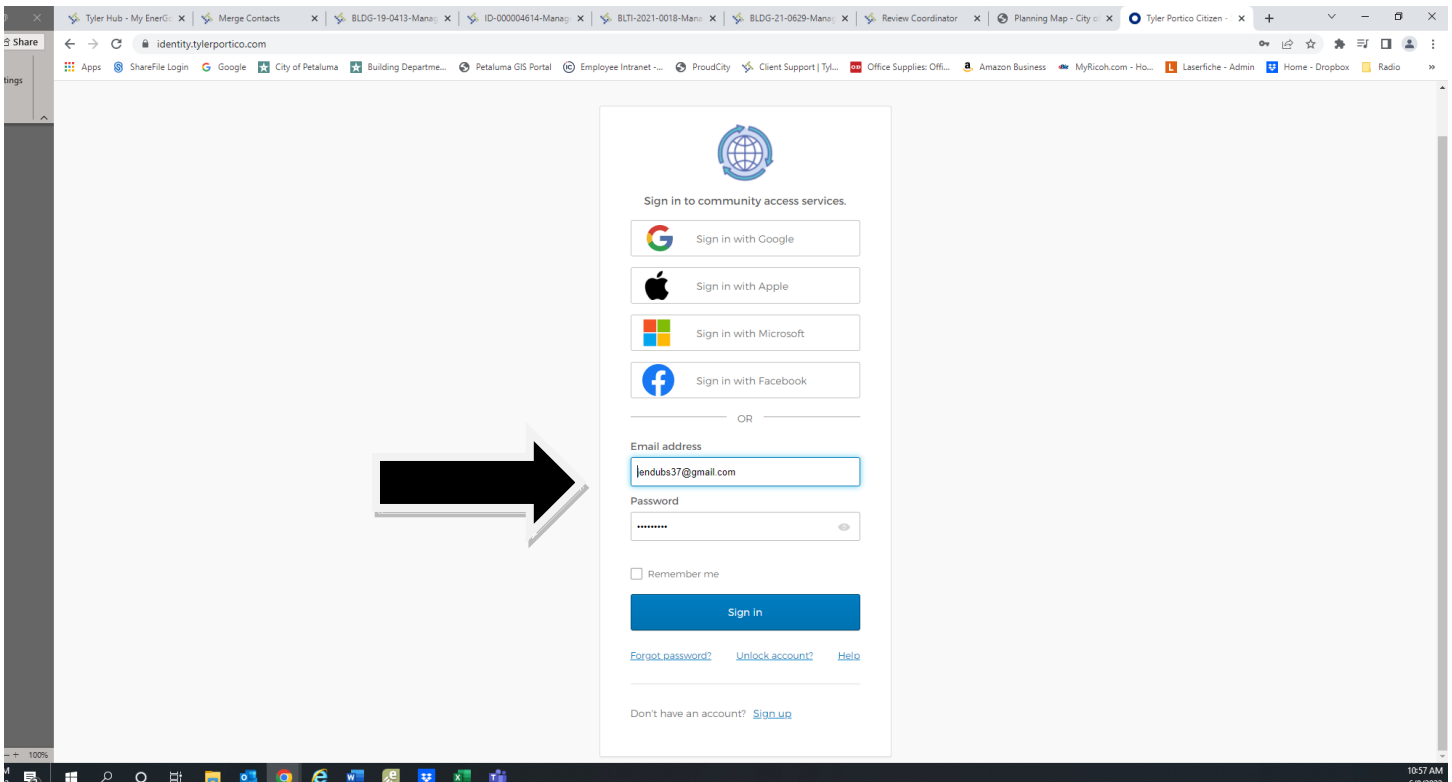 Tyler Hub - My EnerG
Merge Contacts
BLDG-19-0413-Manag
ID-000004614-Manag
BLTI-2021-0018-Mana
BLDG-21-0629-Manag
Review Coordinator
Planning Map - City o
Tyler Portico Citizen -
Share
identity.tylerportico.com
tings
Apps ShareFile Login Google City of Petaluma Building Departme... Petaluma GIS Portal Employee Intranet -... ProudCity Client Support | Tyl... Office Supplies: Offi... Amazon Business MyRicoh.com - Ho... Laserfiche - Admin Home - Dropbox Radio »
Sign in to community access services.
Sign in with Google
Sign in with Apple
Sign in with Microsoft
Sign in with Facebook
OR
Email address
jendubs37@gmail.com
Password
•••••••••
Remember me
Sign in
Forgot password? Unlock account? Help
Don't have an account? Sign up
100%
10:57 AM